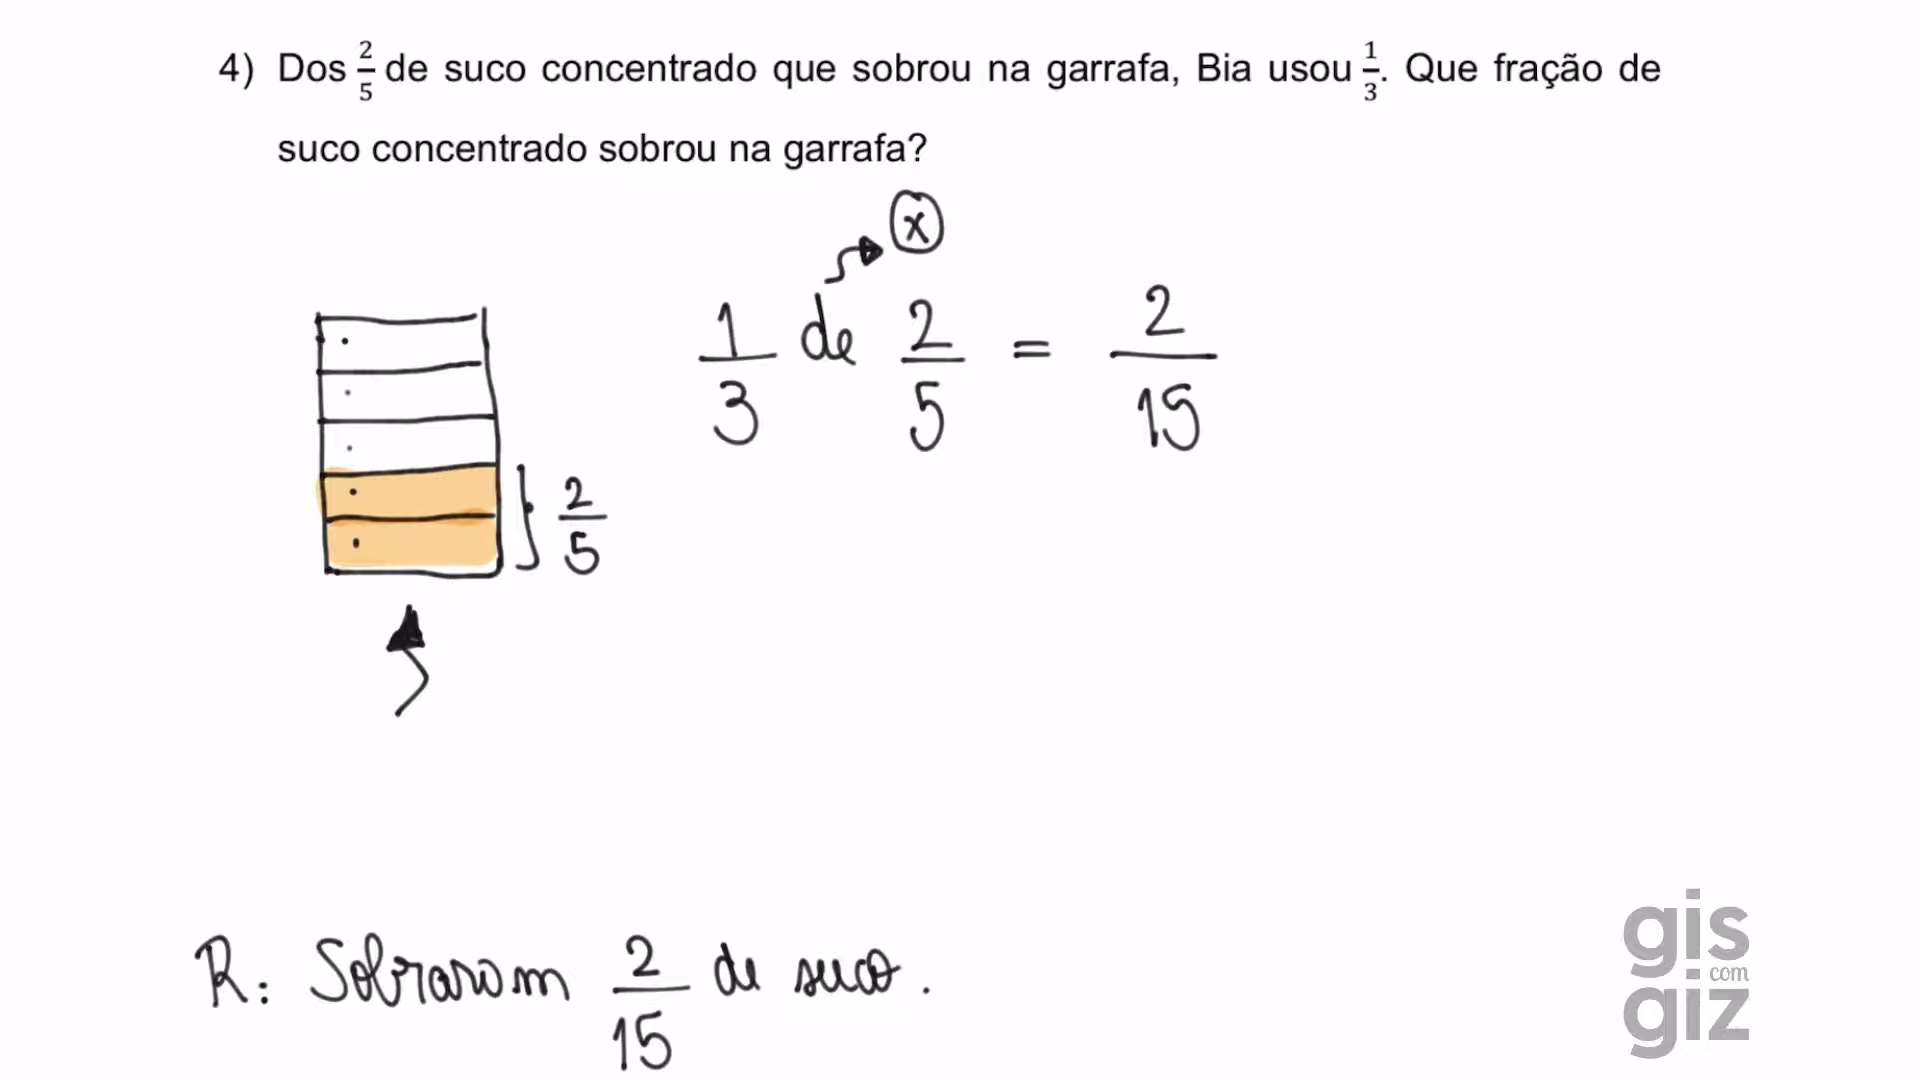 4) Dos 2/5 de suco concentrado que sobrou na garrafa, Bia usou 1/3. Que fração de
suco concentrado sobrou na garrafa?
x
1/3 de 2/5 = 2/15
2/5
R: Sobraram 2/15 de suco.
gis
com
giz